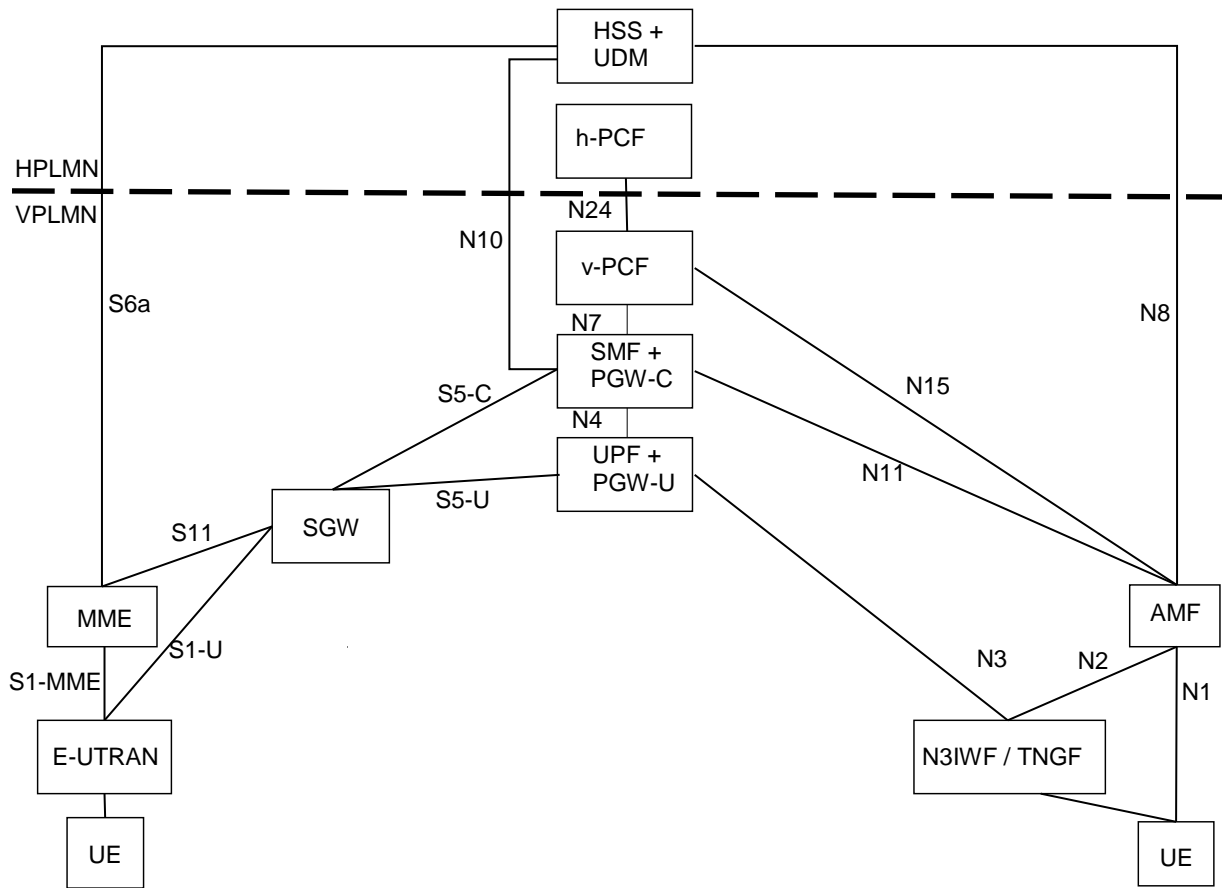 HSS +
UDM
h-PCF
HPLMN
VPLMN
N24
N10
v-PCF
S6a
N8
N7
SMF +
PGW-C
S5-C
N15
N4
UPF +
PGW-U
N11
S5-U
SGW
S11
MME
AMF
S1-U
N3
N2
S1-MME
N1
E-UTRAN
N3IWF / TNGF
UE
UE